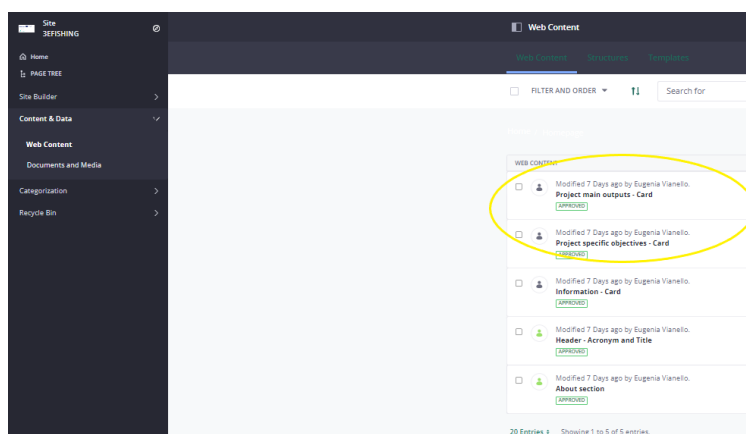 Site
3EFISHING
Home
PAGE TREE
Site Builder
Content & Data
Web Content
Documents and Media
Categorization
Recycle Bin
Web Content
Web Content Structures Templates
FILTER AND ORDER Search for
WEB CONTENT
Modified 7 Days ago by Eugenia Vianello.
Project main outputs - Card
APPROVED
Modified 7 Days ago by Eugenia Vianello.
Project specific objectives - Card
APPROVED
Modified 7 Days ago by Eugenia Vianello.
Information - Card
APPROVED
Modified 7 Days ago by Eugenia Vianello.
Header - Acronym and Title
APPROVED
Modified 7 Days ago by Eugenia Vianello.
About section
APPROVED
20 Entries Showing 1 to 5 of 5 entries.